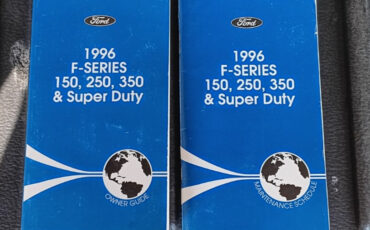 Ford
1996
F-SERIES
150, 250, 350
& Super Duty
OWNER GUIDE
Ford
1996
F-SERIES
150, 250, 350
& Super Duty
MAINTENANCE SCHEDULE